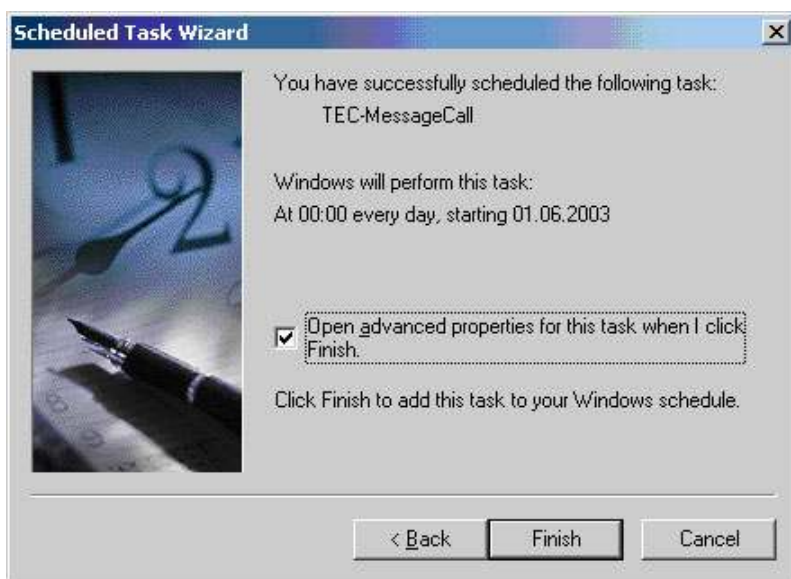 Scheduled Task Wizard
You have successfully scheduled the following task:
TEC-MessageCall
Windows will perform this task:
At 00:00 every day, starting 01.06.2003
Open advanced properties for this task when I click
Finish.
Click Finish to add this task to your Windows schedule.
< Back
Finish
Cancel